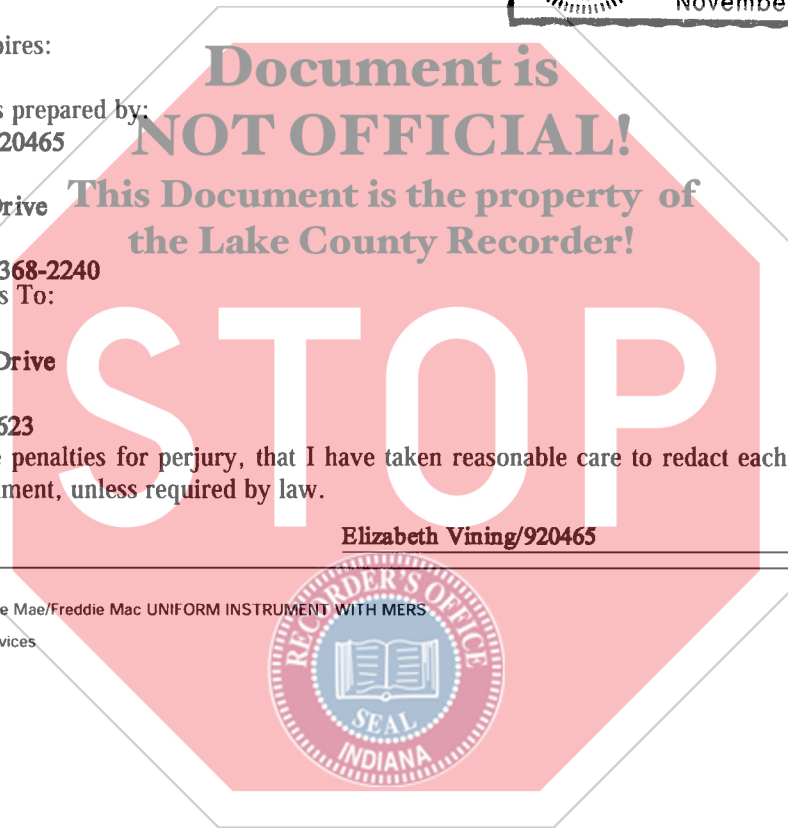 November
pires:
Document is
s prepared by:
20465
NOT OFFICIAL!
Drive
This Document is the property of
the Lake County Recorder!
368-2240
s To:
STOP
Drive
623
penalties for perjury, that I have taken reasonable care to redact each
ment, unless required by law.
Elizabeth Vining/920465
e Mae/Freddie Mac UNIFORM INSTRUMENT WITH MERS
vices
RECORDER'S OFFICE
SEAL
INDIANA